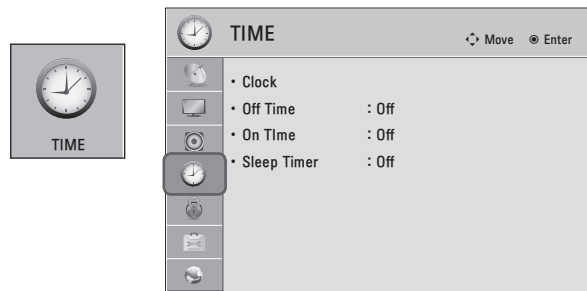 TIME
TIME Move Enter
• Clock
• Off Time : Off
• On TIme : Off
• Sleep Timer : Off